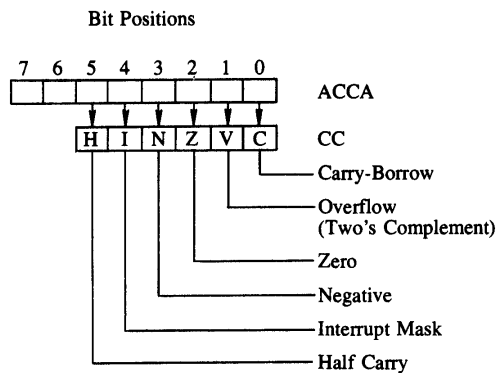 Bit Positions
7 6 5 4 3 2 1 0
ACCA
H I N Z V C CC
Carry-Borrow
Overflow
(Two's Complement)
Zero
Negative
Interrupt Mask
Half Carry